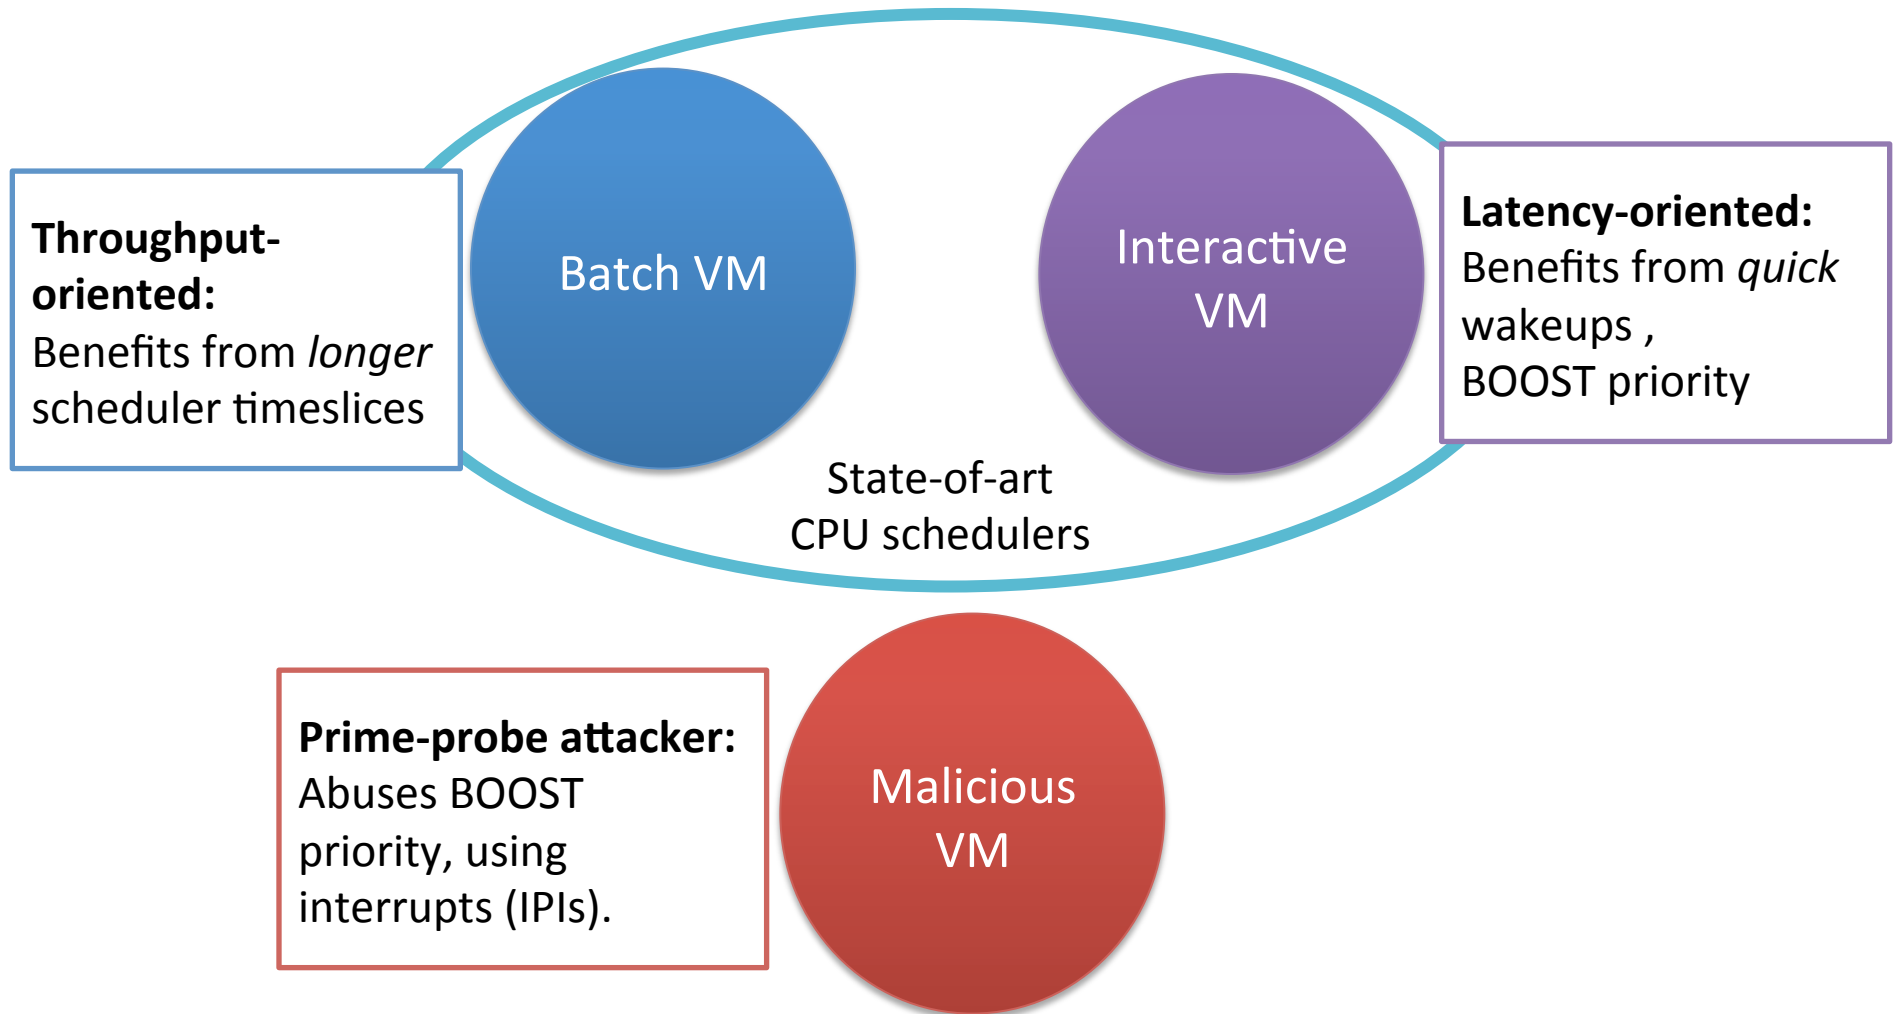 Throughput-
oriented:
Benefits from longer
scheduler timeslices
Batch VM
Interactive
VM
Latency-oriented:
Benefits from quick
wakeups ,
BOOST priority
State-of-art
CPU schedulers
Prime-probe attacker:
Abuses BOOST
priority, using
interrupts (IPIs).
Malicious
VM